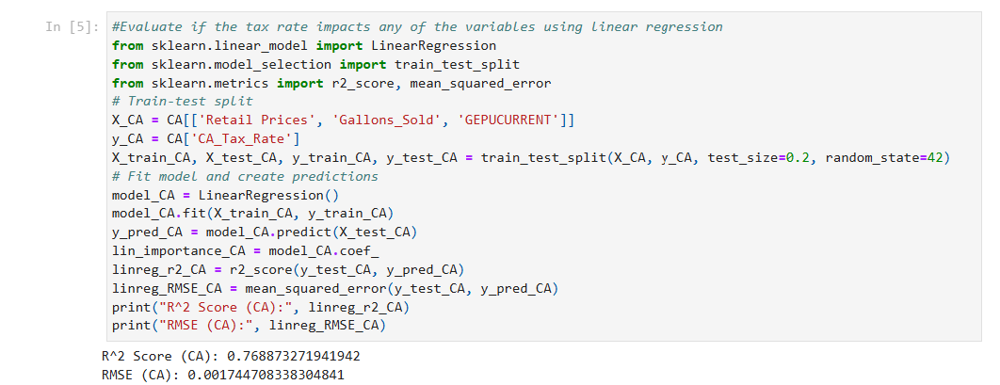 In [5]: #Evaluate if the tax rate impacts any of the variables using linear regression
from sklearn.linear_model import LinearRegression
from sklearn.model_selection import train_test_split
from sklearn.metrics import r2_score, mean_squared_error
# Train-test split
X_CA = CA[['Retail Prices', 'Gallons_Sold', 'GEPUCURRENT']]
y_CA = CA['CA_Tax_Rate']
X_train_CA, X_test_CA, y_train_CA, y_test_CA = train_test_split(X_CA, y_CA, test_size=0.2, random_state=42)
# Fit model and create predictions
model_CA = LinearRegression()
model_CA.fit(X_train_CA, y_train_CA)
y_pred_CA = model_CA.predict(X_test_CA)
lin_importance_CA = model_CA.coef_
linreg_r2_CA = r2_score(y_test_CA, y_pred_CA)
linreg_RMSE_CA = mean_squared_error(y_test_CA, y_pred_CA)
print("R^2 Score (CA):", linreg_r2_CA)
print("RMSE (CA):", linreg_RMSE_CA)
R^2 Score (CA): 0.768873271941942
RMSE (CA): 0.001744708338304841